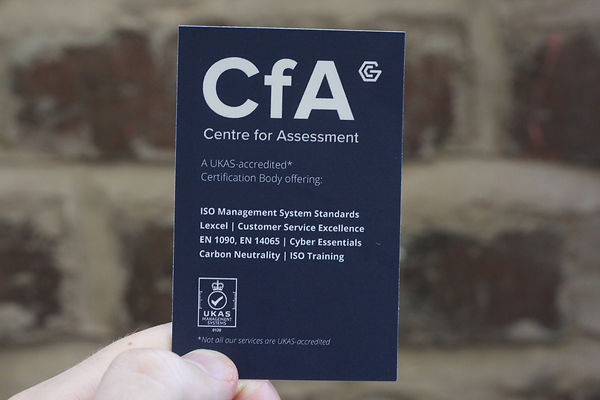 CfA
Centre for Assessment
A UKAS-accredited*
Certification Body offering:
ISO Management System Standards
Lexcel | Customer Service Excellence
EN 1090, EN 14065 | Cyber Essentials
Carbon Neutrality | ISO Training
UKAS
MANAGEMENT
SYSTEMS
0120
*Not all our services are UKAS-accredited